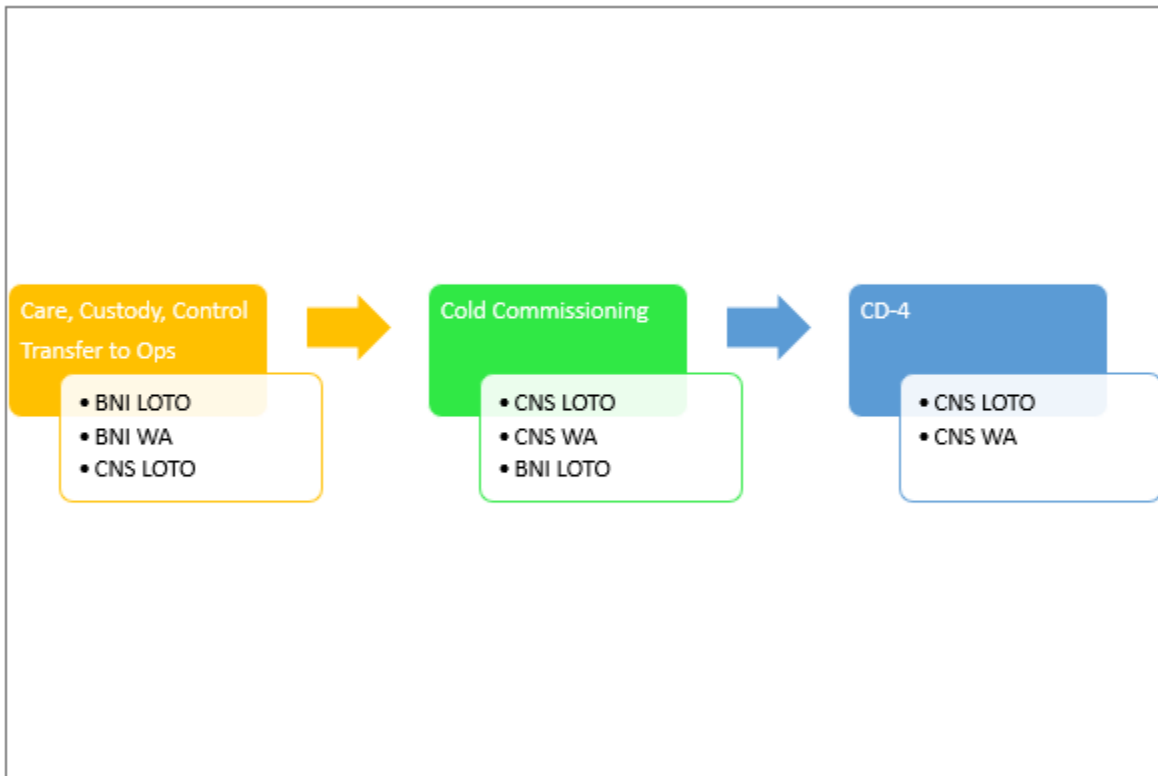 Care, Custody, Control
Transfer to Ops
• BNI LOTO
• BNI WA
• CNS LOTO
Cold Commissioning
• CNS LOTO
• CNS WA
• BNI LOTO
CD-4
• CNS LOTO
• CNS WA